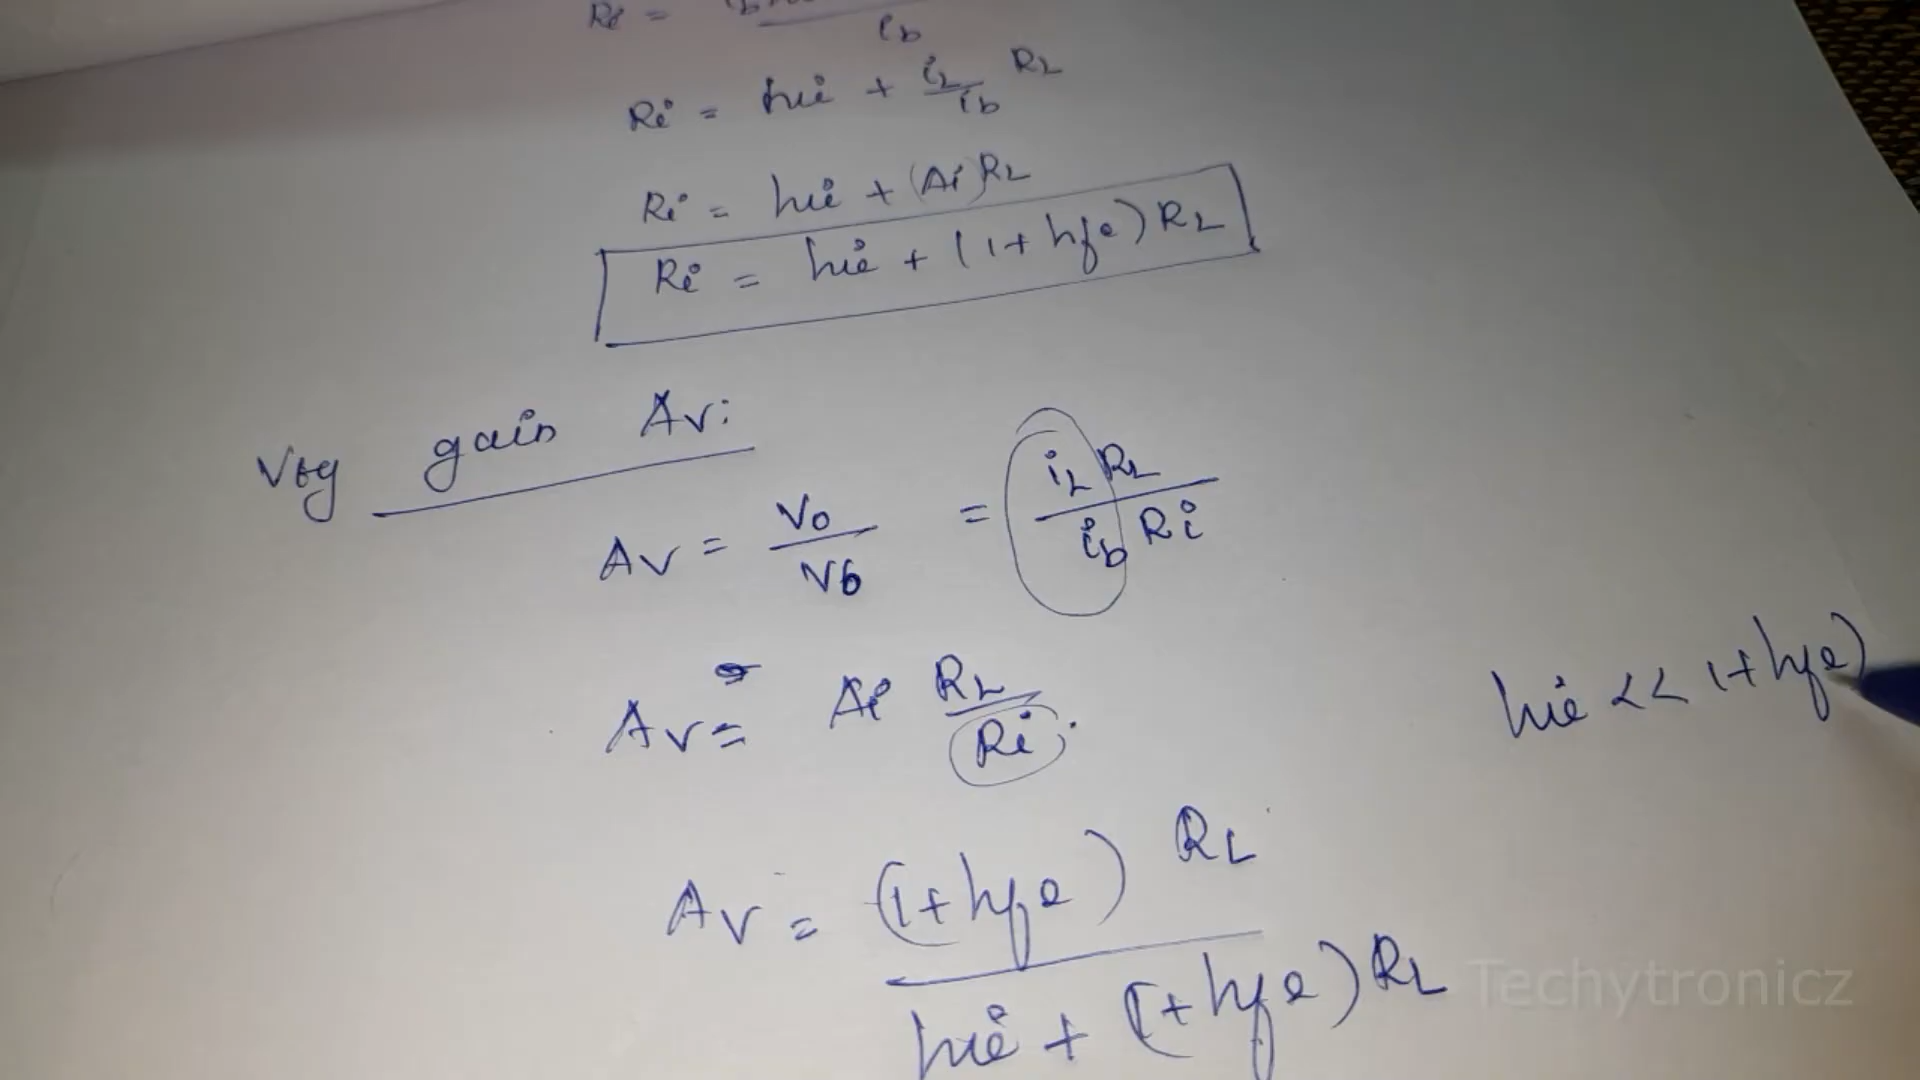 Ri =
ib
Ri = hie + iL/ib RL
Ri = hie + (Ai) RL
Ri = hie + (1+hfe) RL
Vtg gain Av:
Av = Vo/Vb = iL RL / ib Ri
Av = Ai RL/Ri
hie << 1+hfe)
Av = (1+hfe) RL
hie + (1+hfe) RL
Techytronicz